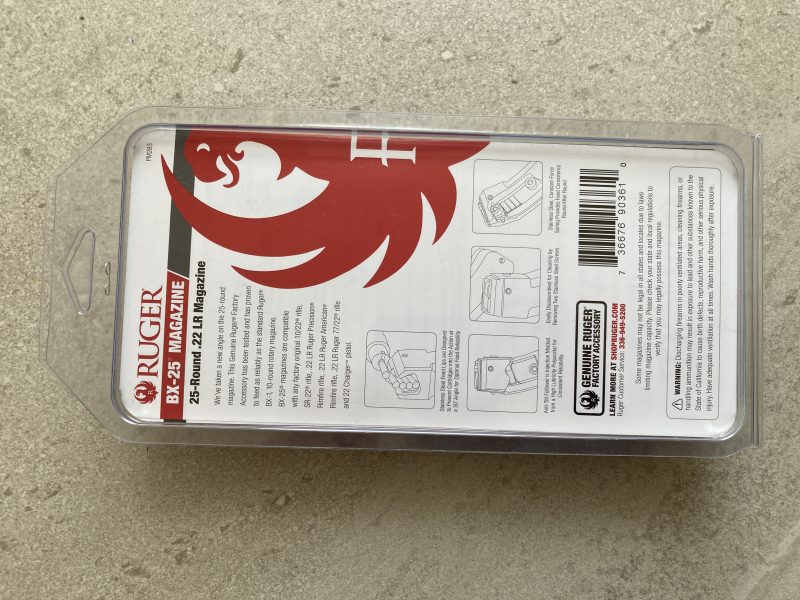 PM283
RUGER®
BX-25® MAGAZINE
25-Round .22 LR Magazine
We've taken a new angle on the 25-round
magazine. This Genuine Ruger® Factory
Accessory has been tested and has proven
to feed as reliably as the standard Ruger®
BX-1, 10-round rotary magazine.
BX-25® magazines are compatible
with any factory original 10/22® rifle,
SR-22® rifle, .22 LR Ruger Precision®
Rimfire rifle, .22 LR Ruger American®
Rimfire rifle, .22 LR Ruger 77/22® rifle
and 22 Charger™ pistol.
Stainless Steel Feed Lips are Designed
to Present Cartridges into the Action at
a 30° Angle for Optimal Feed Reliability
Stainless Steel, Constant-Force
Spring Provides Feed Consistency
Round After Round
Easily Disassembled for Cleaning by
Removing Two Stainless Steel Screws
Anti-Tilt Follower is Injection Molded
from a High Lubricity Polyacetal for
Consistent Reliability
GENUINE RUGER®
FACTORY ACCESSORY
LEARN MORE AT SHOPRUGER.COM
Ruger Customer Service: 336-949-5200
7 36676 90361 0
Some magazines may not be legal in all states and locales due to laws
limiting magazine capacity. Please check your state and local regulations to
verify that you may legally possess this magazine.
WARNING: Discharging firearms in poorly ventilated areas, cleaning firearms, or
handling ammunition may result in exposure to lead and other substances known to the
State of California to cause birth defects, reproductive harm, and other serious physical
injury. Have adequate ventilation at all times. Wash hands thoroughly after exposure.